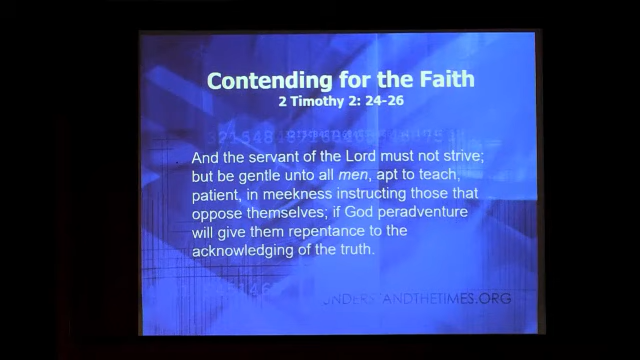 Contending for the Faith
2 Timothy 2: 24-26
And the servant of the Lord must not strive;
but be gentle unto all men, apt to teach,
patient, in meekness instructing those that
oppose themselves; if God peradventure
will give them repentance to the
acknowledging of the truth.
UNDERSTANDTHETIMES.ORG